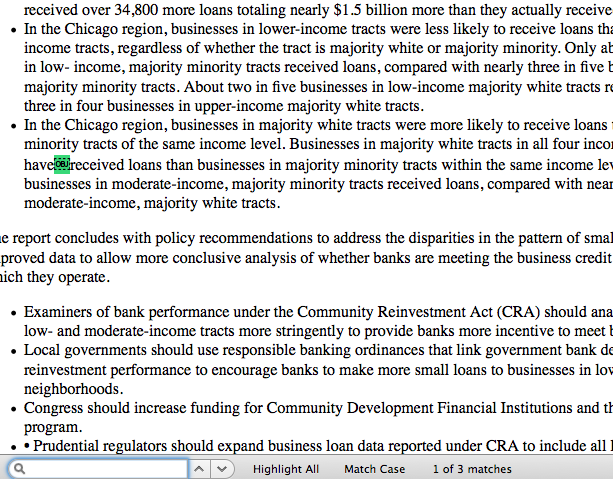 received over 34,800 more loans totaling nearly $1.5 billion more than they actually receive
• In the Chicago region, businesses in lower-income tracts were less likely to receive loans tha
income tracts, regardless of whether the tract is majority white or majority minority. Only ab
in low- income, majority minority tracts received loans, compared with nearly three in five b
majority minority tracts. About two in five businesses in low-income majority white tracts re
three in four businesses in upper-income majority white tracts.
• In the Chicago region, businesses in majority white tracts were more likely to receive loans
minority tracts of the same income level. Businesses in majority white tracts in all four incor
have OBJ received loans than businesses in majority minority tracts within the same income lev
businesses in moderate-income, majority minority tracts received loans, compared with near
moderate-income, majority white tracts.
e report concludes with policy recommendations to address the disparities in the pattern of smal
proved data to allow more conclusive analysis of whether banks are meeting the business credit
hich they operate.
• Examiners of bank performance under the Community Reinvestment Act (CRA) should ana
low- and moderate-income tracts more stringently to provide banks more incentive to meet b
• Local governments should use responsible banking ordinances that link government bank de
reinvestment performance to encourage banks to make more small loans to businesses in low
neighborhoods.
• Congress should increase funding for Community Development Financial Institutions and th
program.
• • Prudential regulators should expand business loan data reported under CRA to include all l
Highlight All Match Case 1 of 3 matches